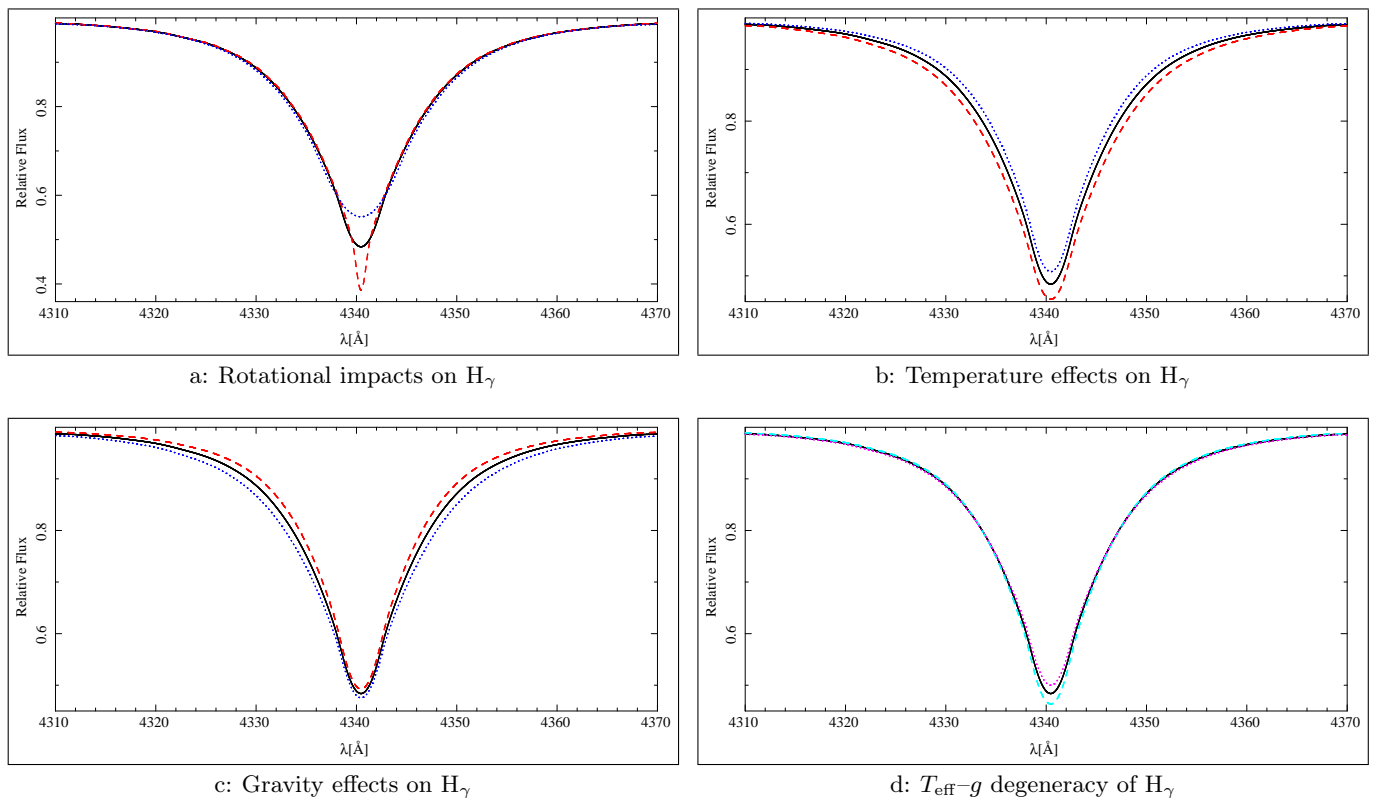 0.8
0.6
0.4
Relative Flux
4310 4320 4330 4340 4350 4360 4370
λ[Å]
a: Rotational impacts on Hγ
0.8
0.6
Relative Flux
4310 4320 4330 4340 4350 4360 4370
λ[Å]
b: Temperature effects on Hγ
0.8
0.6
Relative Flux
4310 4320 4330 4340 4350 4360 4370
λ[Å]
c: Gravity effects on Hγ
0.8
0.6
Relative Flux
4310 4320 4330 4340 4350 4360 4370
λ[Å]
d: Teff–g degeneracy of Hγ